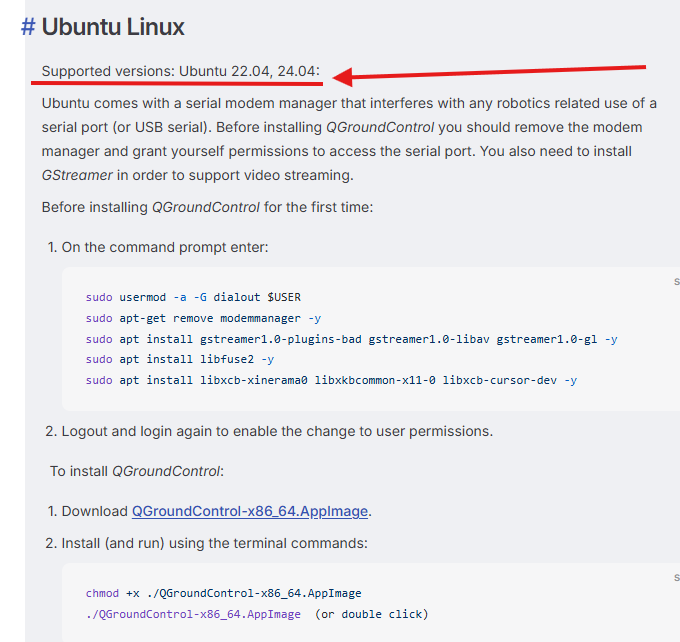 # Ubuntu Linux
Supported versions: Ubuntu 22.04, 24.04:
Ubuntu comes with a serial modem manager that interferes with any robotics related use of a
serial port (or USB serial). Before installing QGroundControl you should remove the modem
manager and grant yourself permissions to access the serial port. You also need to install
GStreamer in order to support video streaming.
Before installing QGroundControl for the first time:
1. On the command prompt enter:
s
sudo usermod -a -G dialout $USER
sudo apt-get remove modemmanager -y
sudo apt install gstreamer1.0-plugins-bad gstreamer1.0-libav gstreamer1.0-gl -y
sudo apt install libfuse2 -y
sudo apt install libxcb-xinerama0 libxkbcommon-x11-0 libxcb-cursor-dev -y
2. Logout and login again to enable the change to user permissions.
To install QGroundControl:
1. Download QGroundControl-x86_64.AppImage.
2. Install (and run) using the terminal commands:
s
chmod +x ./QGroundControl-x86_64.AppImage
./QGroundControl-x86_64.AppImage (or double click)